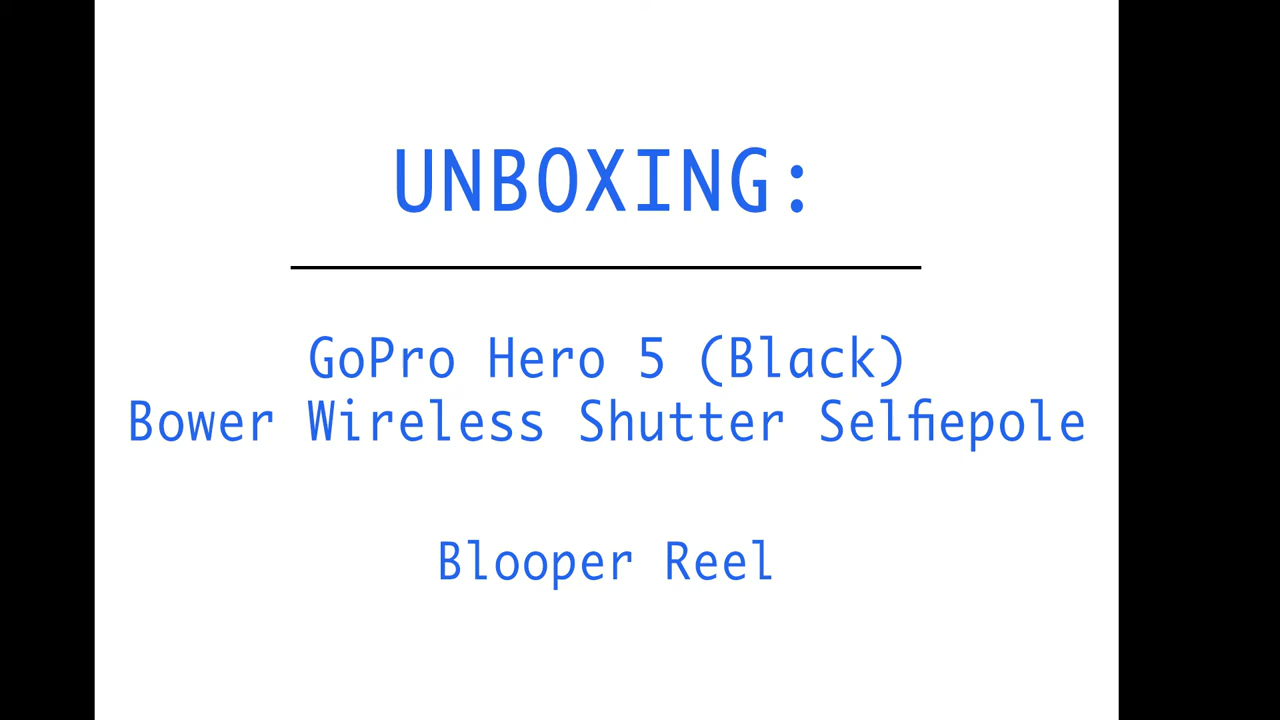 UNBOXING:
GoPro Hero 5 (Black)
Bower Wireless Shutter Selfiepole
Blooper Reel